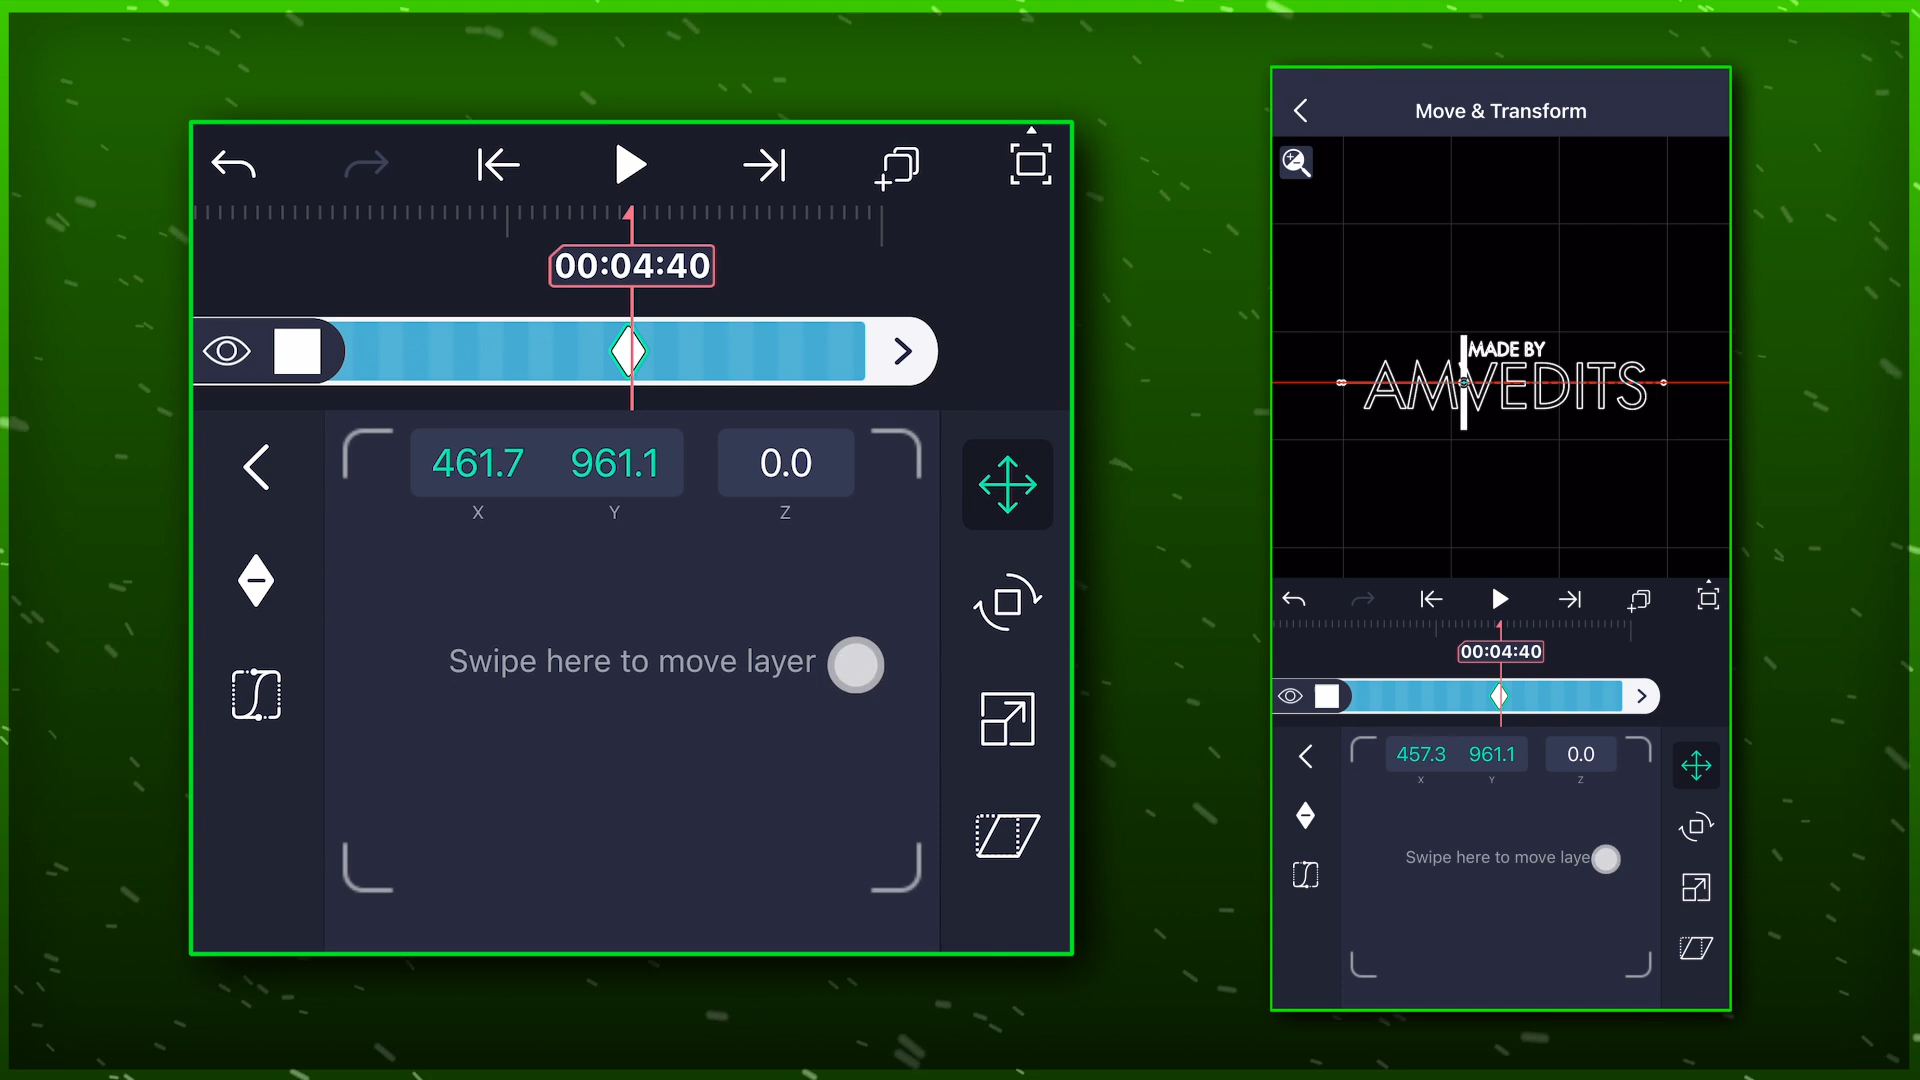 00:04:40
461.7 961.1 0.0
X Y Z
Swipe here to move layer
Move & Transform
MADE BY
AMVEDITS
00:04:40
457.3 961.1 0.0
X Y Z
Swipe here to move laye